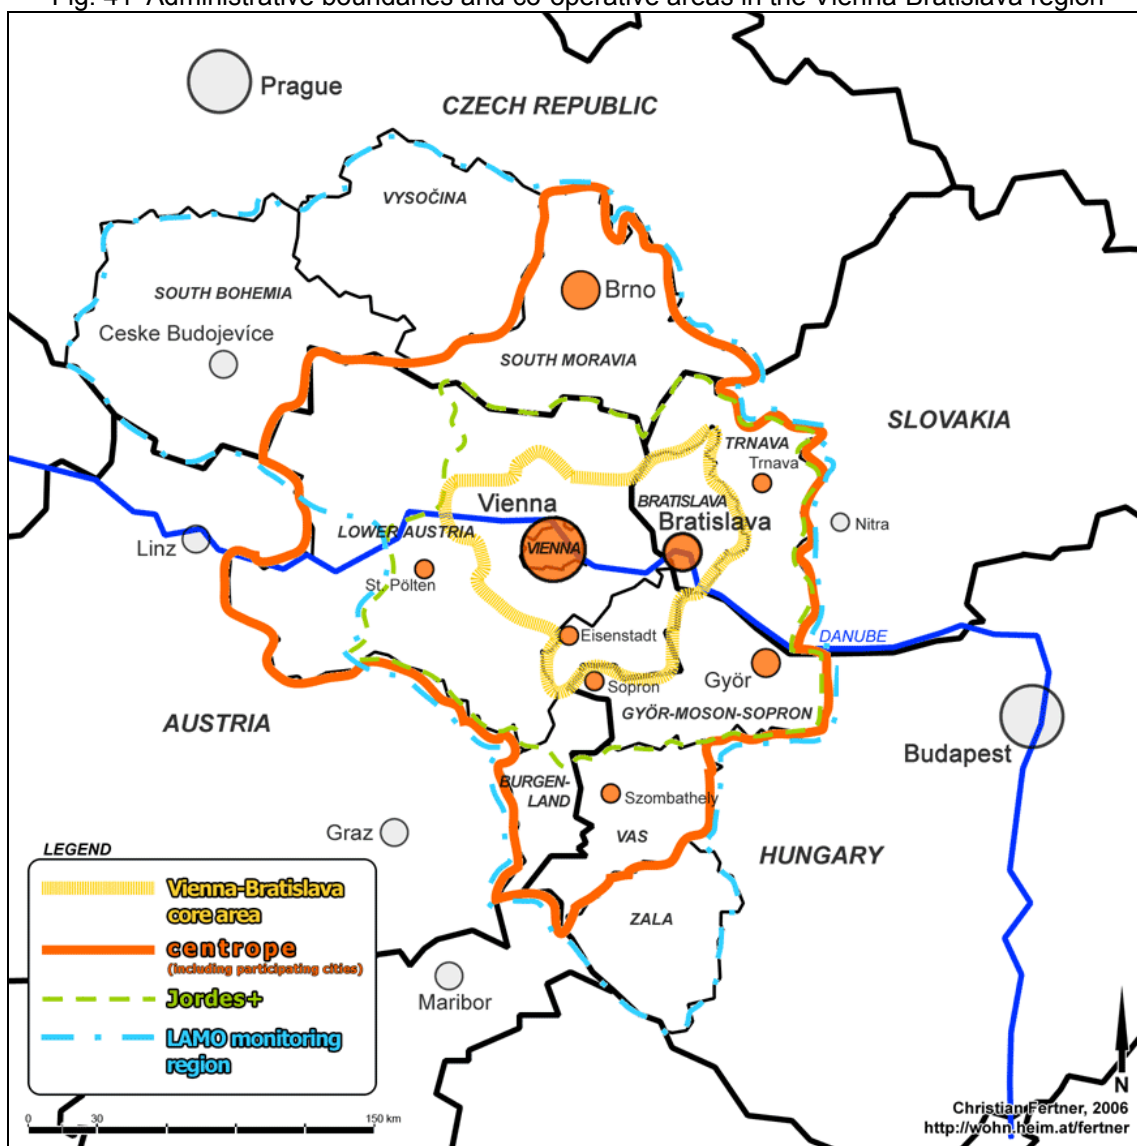 Fig. 41 Administrative boundaries and co-operative areas in the Vienna-Bratislava region
Prague
CZECH REPUBLIC
VYSOČINA
SOUTH BOHEMIA
Brno
Ceske Budojevíce
SOUTH MORAVIA
SLOVAKIA
TRNAVA
Trnava
BRATISLAVA
Vienna
Bratislava
Nitra
LOWER AUSTRIA
Linz
VIENNA
St. Pölten
Eisenstadt
DANUBE
Sopron
Györ
GYÖR-MOSON-SOPRON
AUSTRIA
Budapest
BURGEN-
LAND
Szombathely
Graz
VAS
HUNGARY
ZALA
Maribor
LEGEND
Vienna-Bratislava
core area
centrope
(including participating cities)
Jordes+
LAMO monitoring
region
N
0 30 150 km
Christian Fertner, 2006
http://wohn.heim.at/fertner